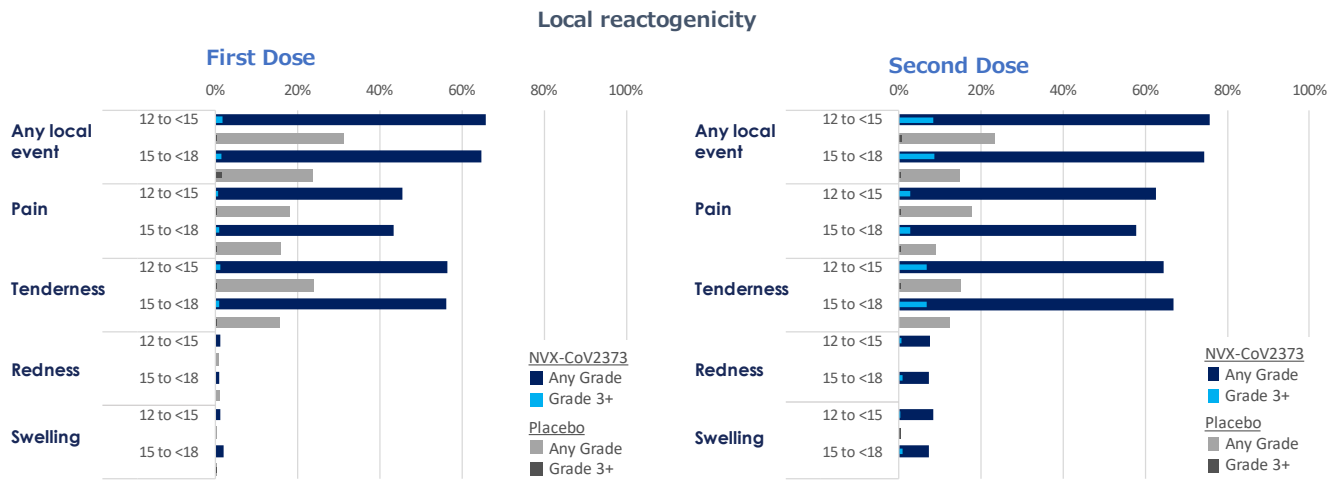 Local reactogenicity
First Dose
0% 20% 40% 60% 80% 100%
Any local event
12 to <15
15 to <18
Pain
12 to <15
15 to <18
Tenderness
12 to <15
15 to <18
Redness
12 to <15
15 to <18
Swelling
12 to <15
15 to <18
NVX-CoV2373
Any Grade
Grade 3+
Placebo
Any Grade
Grade 3+
Second Dose
0% 20% 40% 60% 80% 100%
Any local event
12 to <15
15 to <18
Pain
12 to <15
15 to <18
Tenderness
12 to <15
15 to <18
Redness
12 to <15
15 to <18
Swelling
12 to <15
15 to <18
NVX-CoV2373
Any Grade
Grade 3+
Placebo
Any Grade
Grade 3+